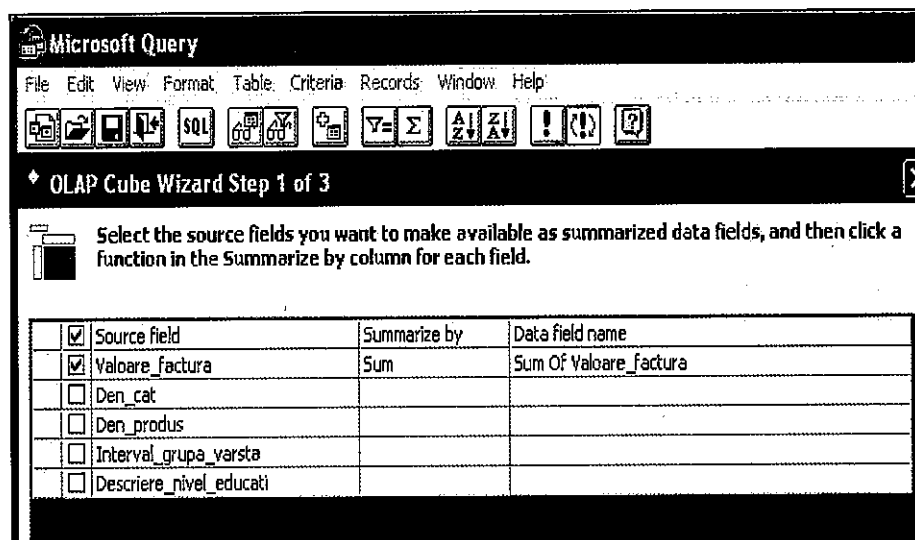 Microsoft Query
File Edit View Format Table Criteria Records Window Help
SQL
OLAP Cube Wizard Step 1 of 3
Select the source fields you want to make available as summarized data fields, and then click a
function in the Summarize by column for each field.
Source field Summarize by Data field name
Valoare_factura Sum Sum Of Valoare_factura
Den_cat
Den_produs
Interval_grupa_varsta
Descriere_nivel_educati